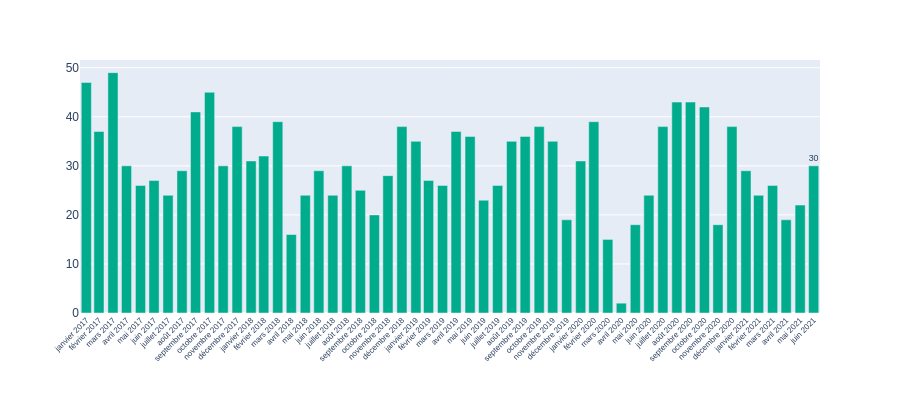 50
40
30
20
10
0
30
janvier 2017
février 2017
mars 2017
avril 2017
mai 2017
juin 2017
juillet 2017
août 2017
septembre 2017
octobre 2017
novembre 2017
décembre 2017
janvier 2018
février 2018
mars 2018
avril 2018
mai 2018
juin 2018
juillet 2018
août 2018
septembre 2018
octobre 2018
novembre 2018
décembre 2018
janvier 2019
février 2019
mars 2019
avril 2019
mai 2019
juin 2019
juillet 2019
août 2019
septembre 2019
octobre 2019
novembre 2019
décembre 2019
janvier 2020
février 2020
mars 2020
avril 2020
mai 2020
juin 2020
juillet 2020
août 2020
septembre 2020
octobre 2020
novembre 2020
décembre 2020
janvier 2021
février 2021
mars 2021
avril 2021
mai 2021
juin 2021